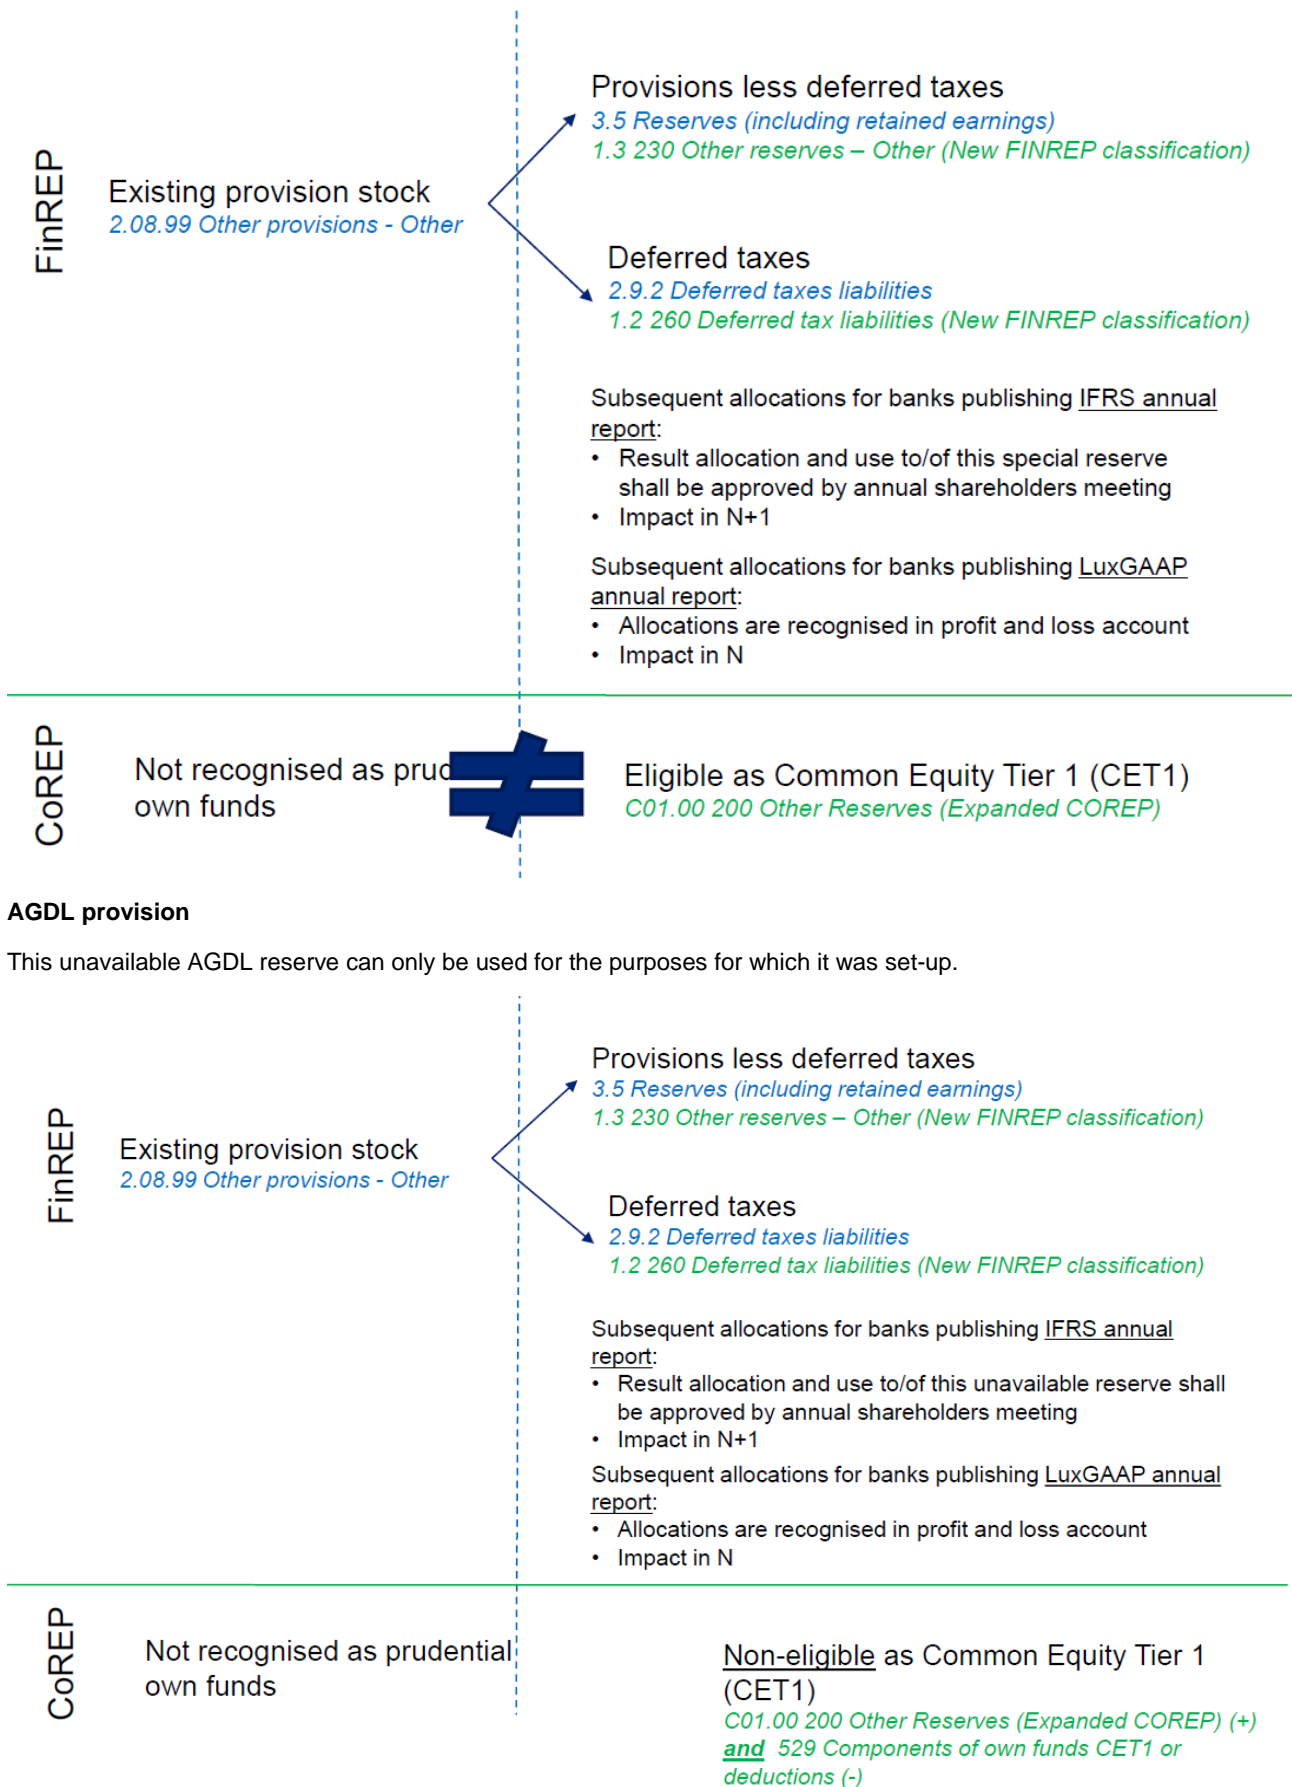 Provisions less deferred taxes
3.5 Reserves (including retained earnings)
1.3 230 Other reserves – Other (New FINREP classification)
FinREP
Existing provision stock
2.08.99 Other provisions - Other
Deferred taxes
2.9.2 Deferred taxes liabilities
1.2 260 Deferred tax liabilities (New FINREP classification)
Subsequent allocations for banks publishing IFRS annual
report:
• Result allocation and use to/of this special reserve
shall be approved by annual shareholders meeting
• Impact in N+1
Subsequent allocations for banks publishing LuxGAAP
annual report:
• Allocations are recognised in profit and loss account
• Impact in N
CoREP
Not recognised as
own funds
Eligible as Common Equity Tier 1 (CET1)
C01.00 200 Other Reserves (Expanded COREP)
AGDL provision
This unavailable AGDL reserve can only be used for the purposes for which it was set-up.
Provisions less deferred taxes
3.5 Reserves (including retained earnings)
1.3 230 Other reserves – Other (New FINREP classification)
FinREP
Existing provision stock
2.08.99 Other provisions - Other
Deferred taxes
2.9.2 Deferred taxes liabilities
1.2 260 Deferred tax liabilities (New FINREP classification)
Subsequent allocations for banks publishing IFRS annual
report:
• Result allocation and use to/of this unavailable reserve shall
be approved by annual shareholders meeting
• Impact in N+1
Subsequent allocations for banks publishing LuxGAAP annual
report:
• Allocations are recognised in profit and loss account
• Impact in N
CoREP
Not recognised as prudential
own funds
Non-eligible as Common Equity Tier 1
(CET1)
C01.00 200 Other Reserves (Expanded COREP) (+)
and 529 Components of own funds CET1 or
deductions (-)